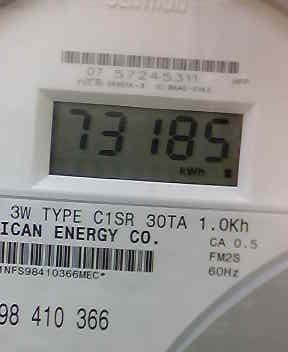 07 57245311
73185
kWh
3W TYPE C1SR 30TA 1.0Kh
ICAN ENERGY CO.
CA 0.5
FM2S
60Hz
1NFS98410366MEC*
98 410 366